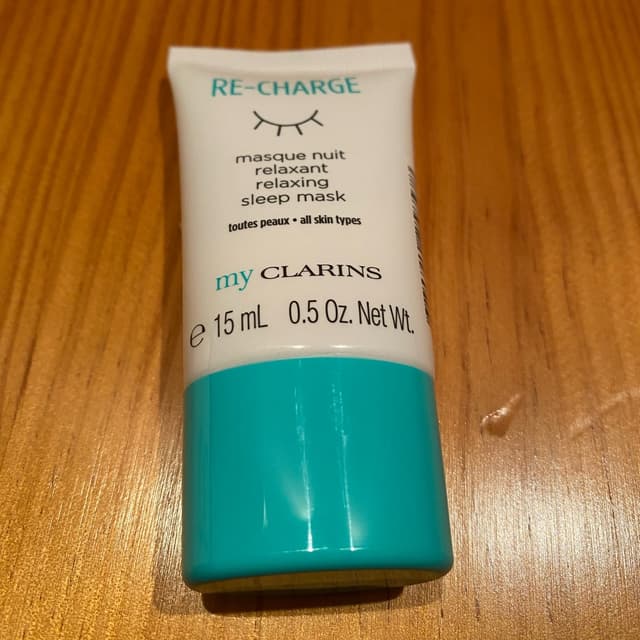 RE-CHARGE
masque nuit
relaxant
relaxing
sleep mask
toutes peaux • all skin types
my CLARINS
℮ 15 mL 0.5 Oz. Net Wt.